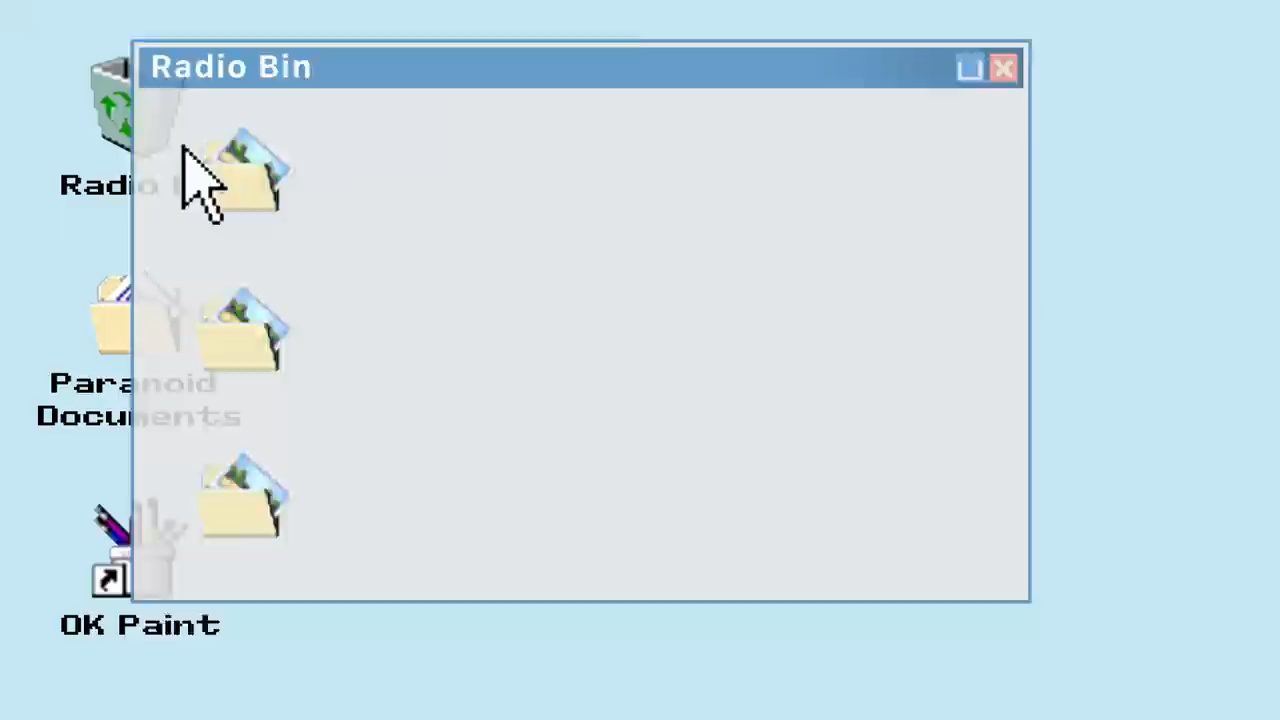 Radio Bin
Radio
Paranoid
Documents
OK Paint